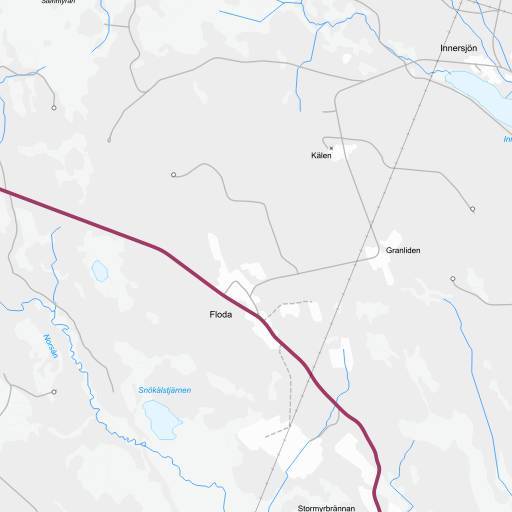 Innersjön
Kälen
Granliden
Floda
Norsån
Snökälstjärnen
Stormyrbrännan